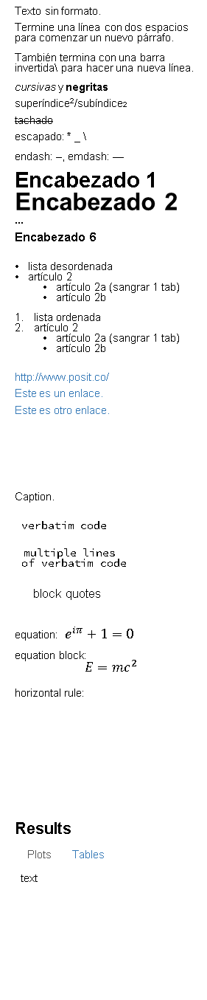 Texto sin formato.
Termine una línea con dos espacios
para comenzar un nuevo párrafo.
También termina con una barra
invertida\ para hacer una nueva línea.
cursivas y negritas
superíndice²/subíndice₂
tachado
escapado: * _ \
endash: –, emdash: —
Encabezado 1
Encabezado 2
...
Encabezado 6
• lista desordenada
• artículo 2
• artículo 2a (sangrar 1 tab)
• artículo 2b
1. lista ordenada
2. artículo 2
• artículo 2a (sangrar 1 tab)
• artículo 2b
http://www.posit.co/
Este es un enlace.
Este es otro enlace.
Caption.
verbatim code
multiple lines
of verbatim code
block quotes
equation: e^{iπ} + 1 = 0
equation block:
E = mc²
horizontal rule:
Results
Plots Tables
text